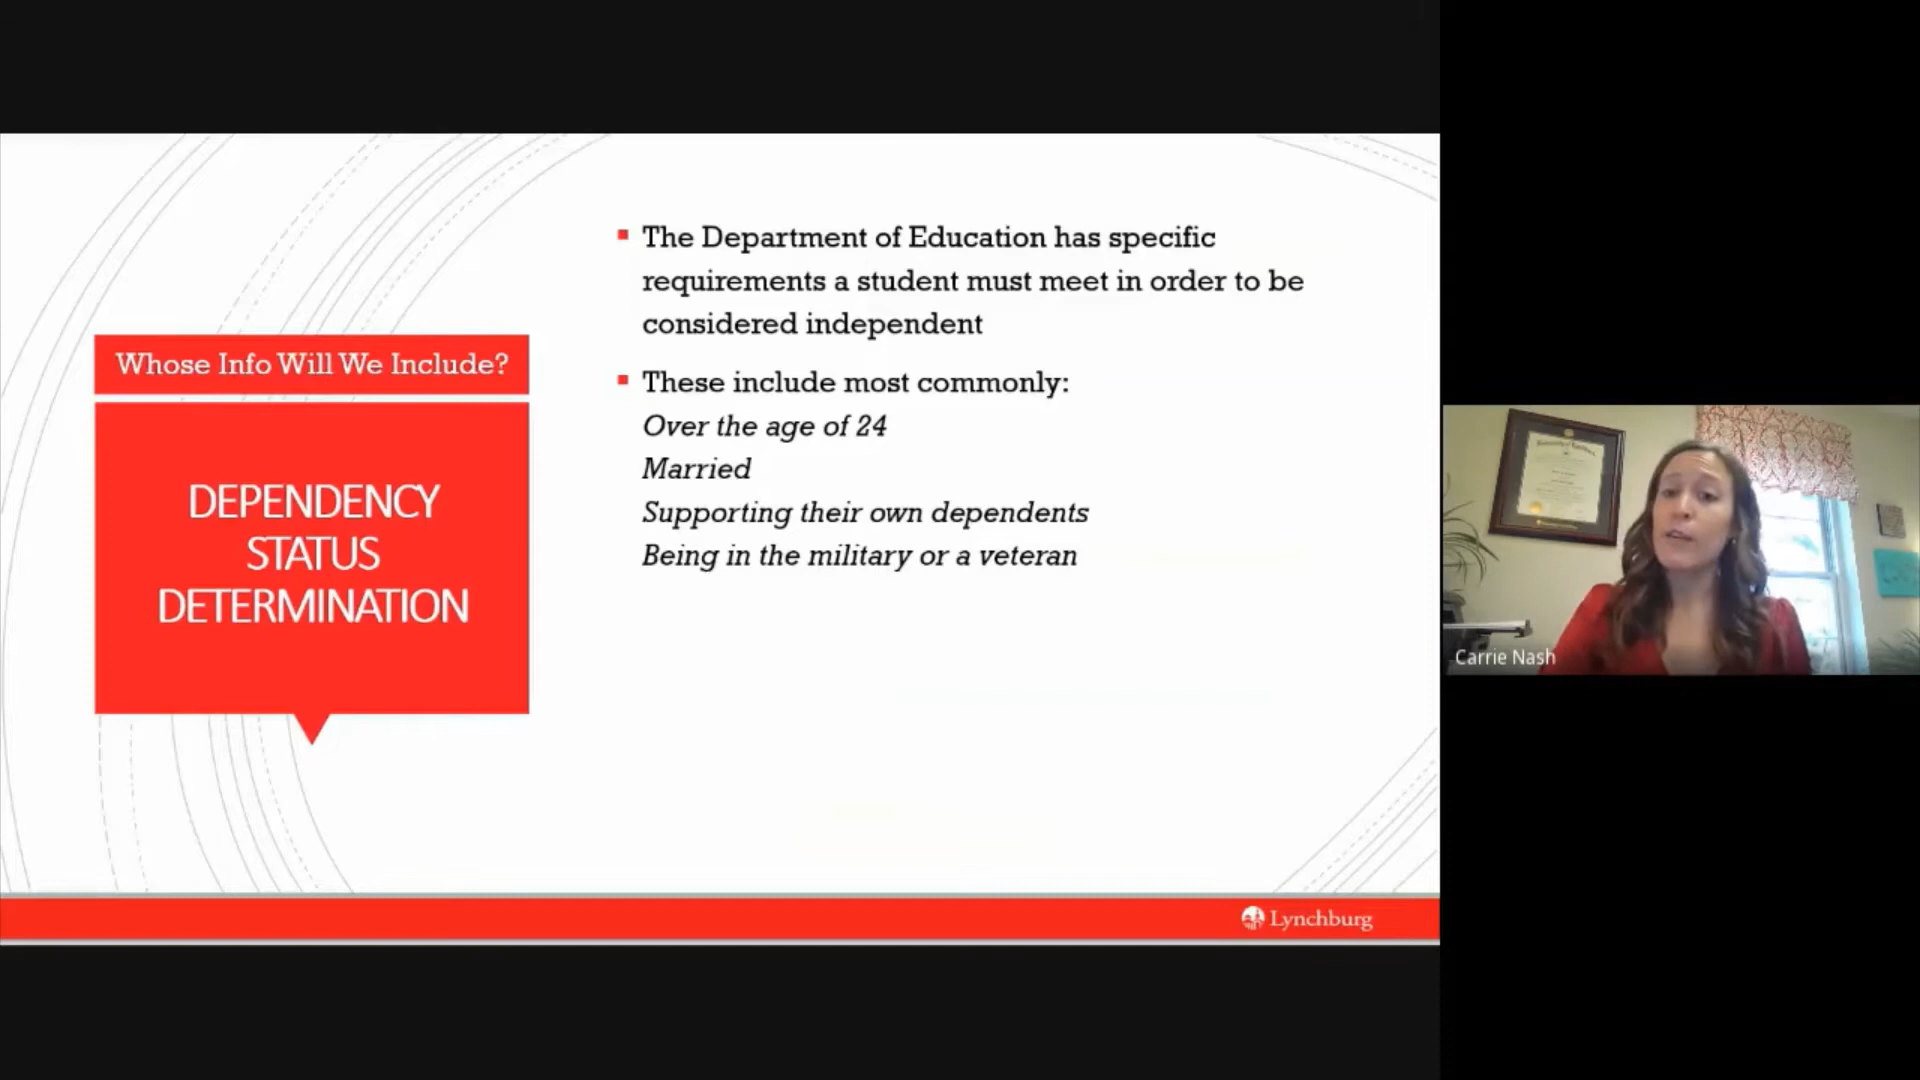 Whose Info Will We Include?
DEPENDENCY
STATUS
DETERMINATION
The Department of Education has specific
requirements a student must meet in order to be
considered independent
These include most commonly:
Over the age of 24
Married
Supporting their own dependents
Being in the military or a veteran
Lynchburg
Carrie Nash